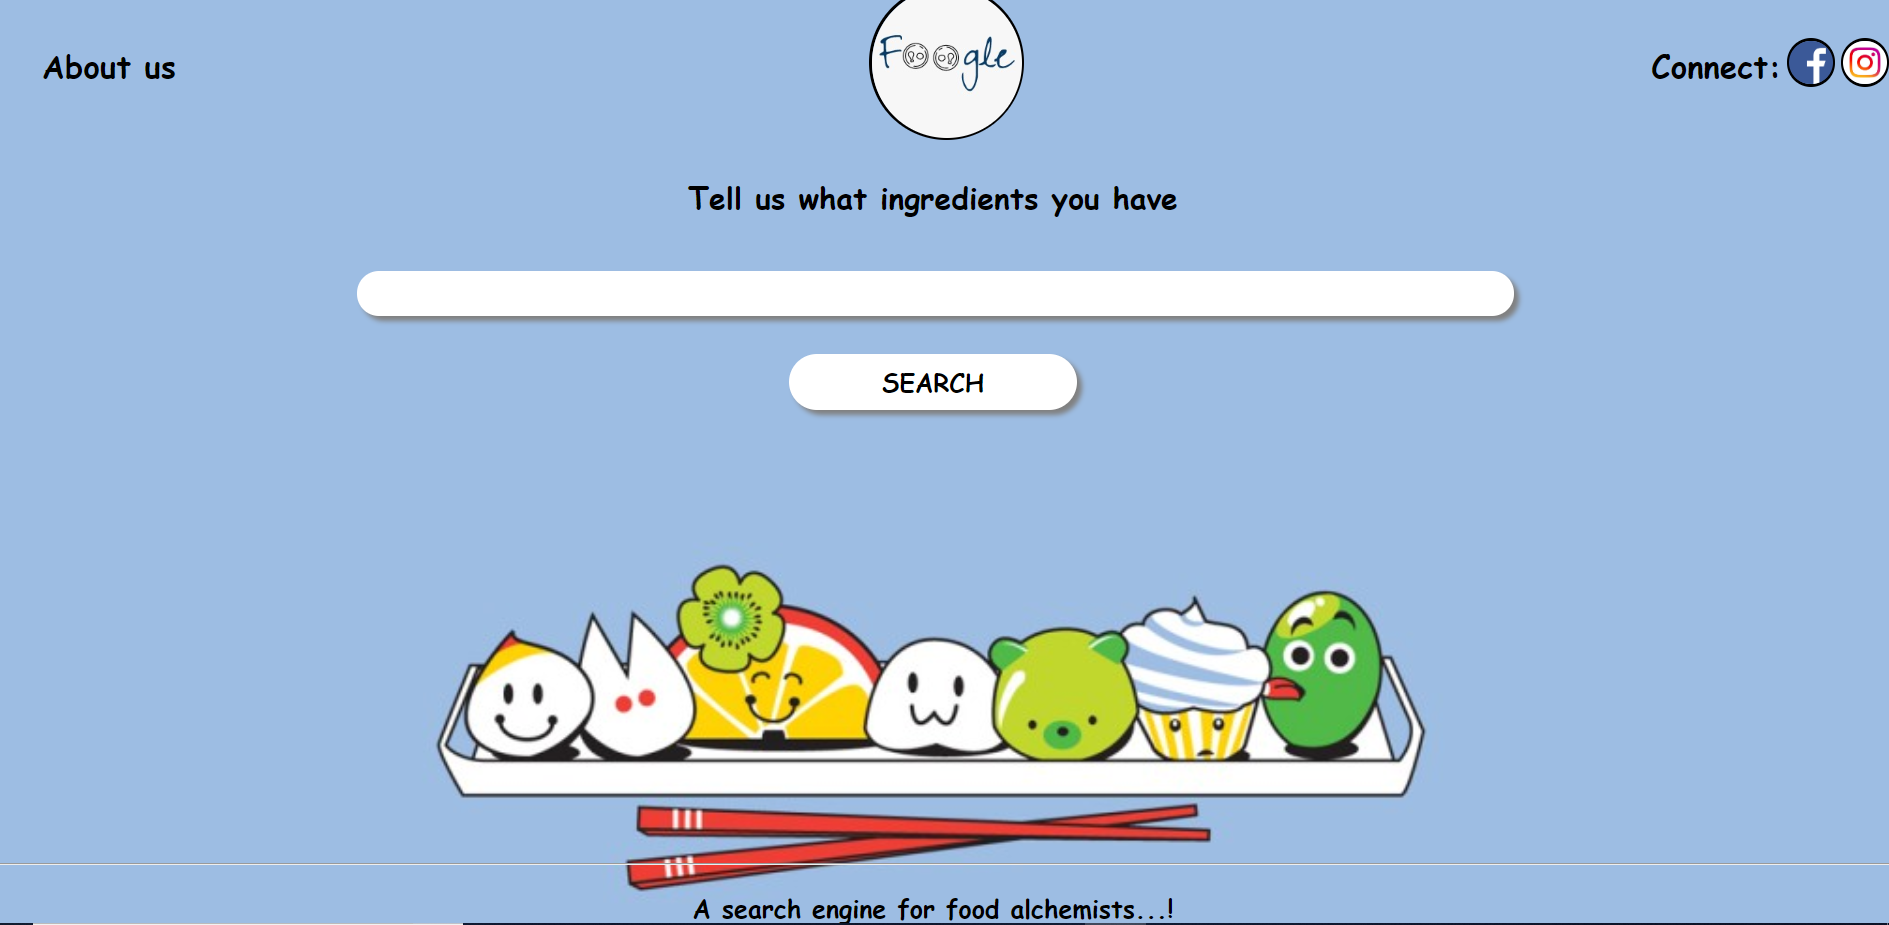 About us
Foogle
Connect:
Tell us what ingredients you have
SEARCH
A search engine for food alchemists...!